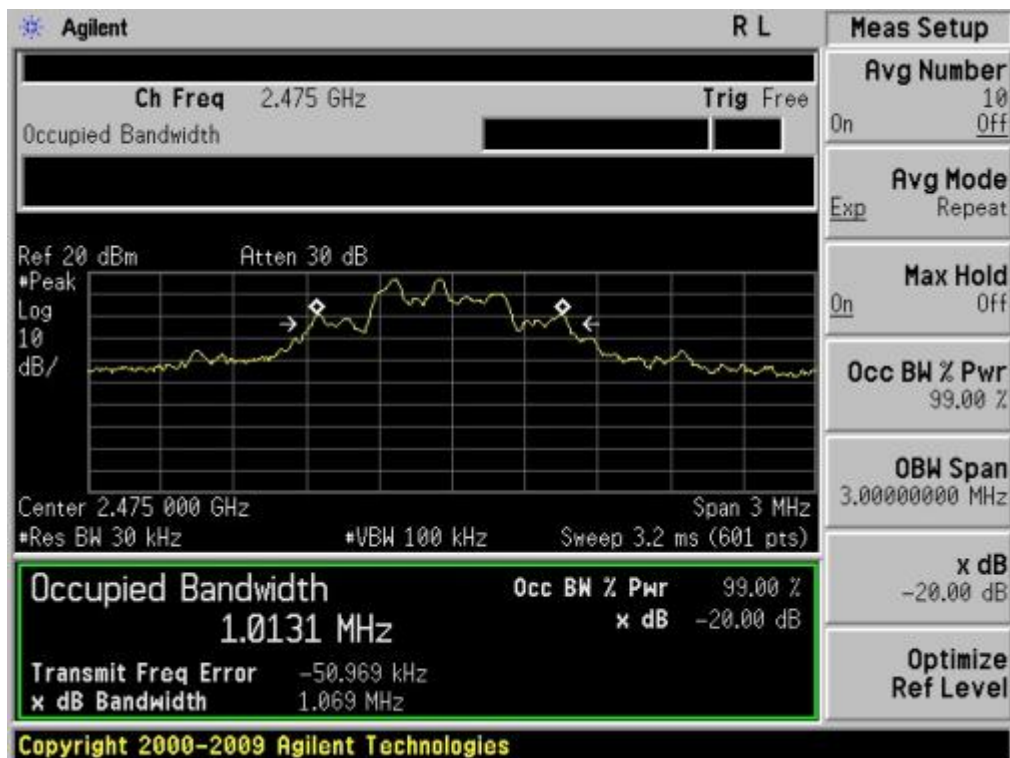 Agilent R L Meas Setup
Ch Freq 2.475 GHz Trig Free
Occupied Bandwidth
Ref 20 dBm Atten 30 dB
#Peak
Log
10
dB/
Center 2.475 000 GHz Span 3 MHz
#Res BW 30 kHz #VBW 100 kHz Sweep 3.2 ms (601 pts)
Occupied Bandwidth
1.0131 MHz
Occ BW % Pwr 99.00 %
x dB -20.00 dB
Transmit Freq Error -50.969 kHz
x dB Bandwidth 1.069 MHz
Copyright 2000-2009 Agilent Technologies
Avg Number
10
On Off
Avg Mode
Exp Repeat
Max Hold
On Off
Occ BW % Pwr
99.00 %
OBW Span
3.00000000 MHz
x dB
-20.00 dB
Optimize
Ref Level